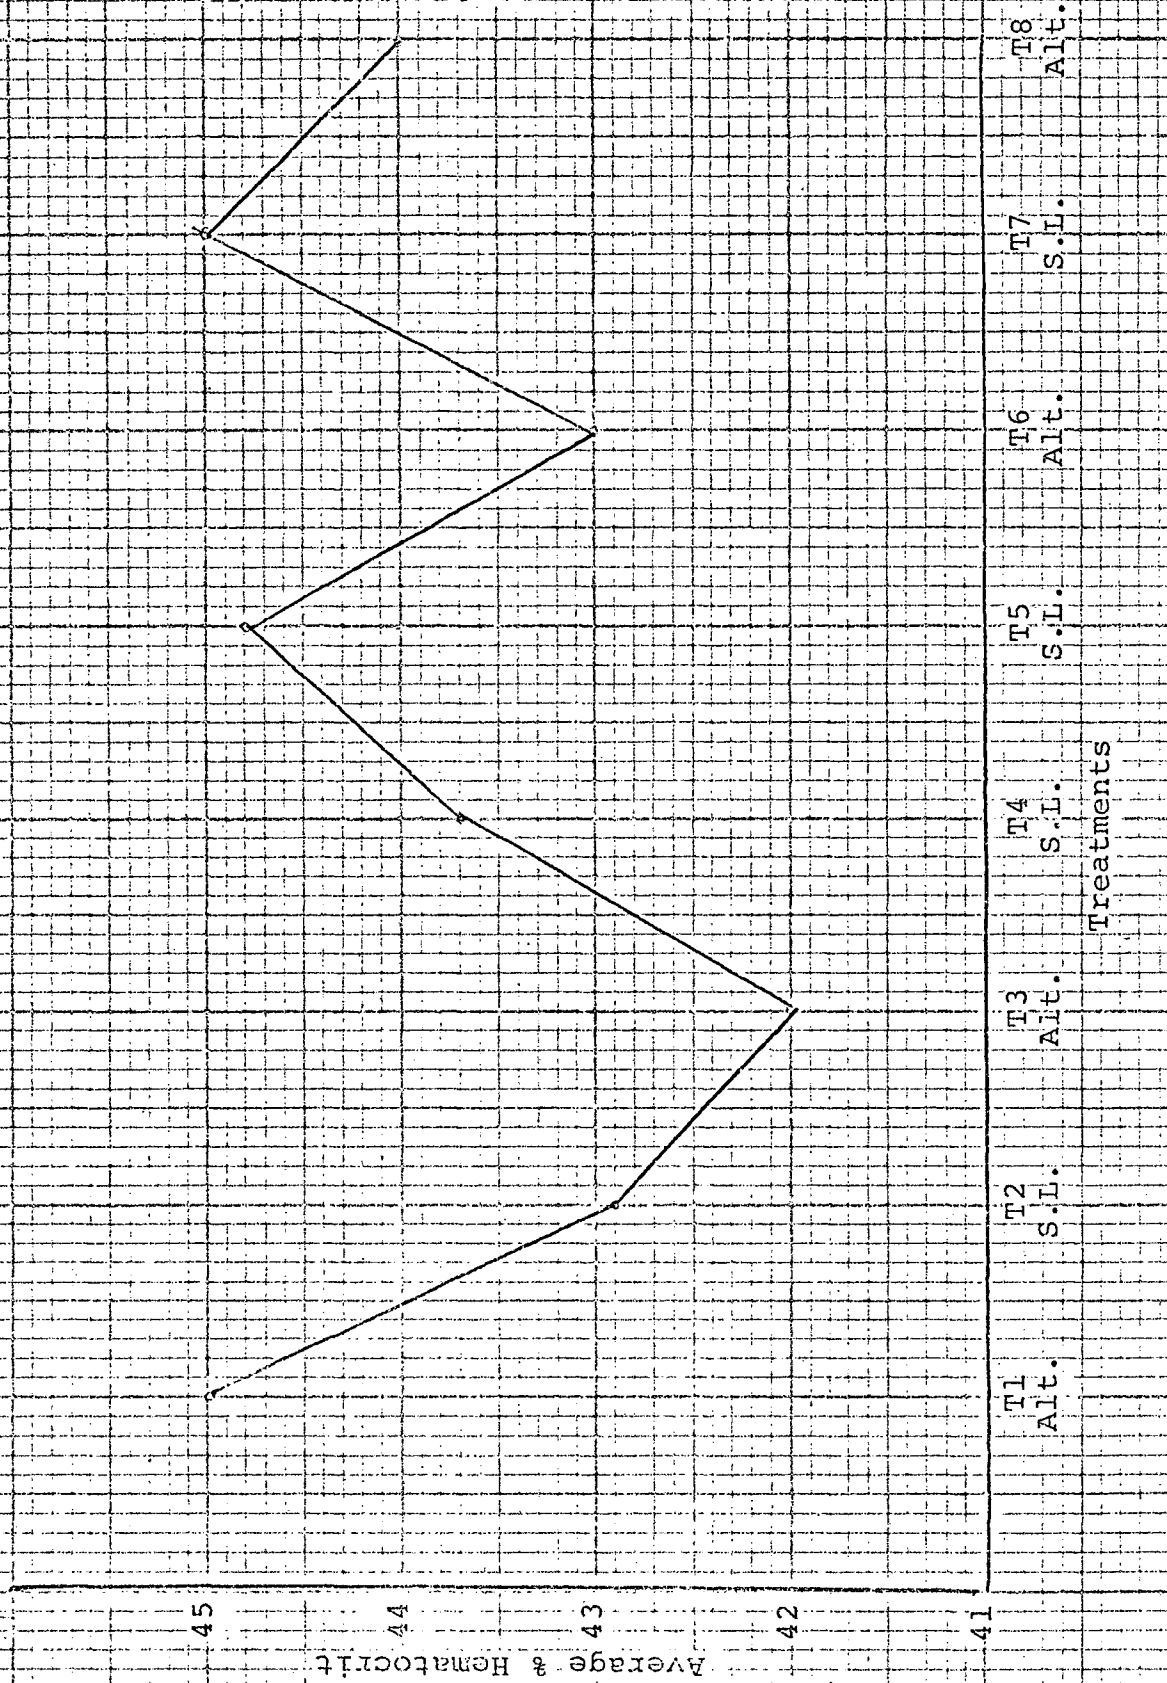 Average % Hematocrit
45
44
43
42
41
T1 T2 T3 T4 T5 T6 T7 T8
Alt. S.L. Alt. S.L. S.L. Alt. S.L. Alt.
Treatments